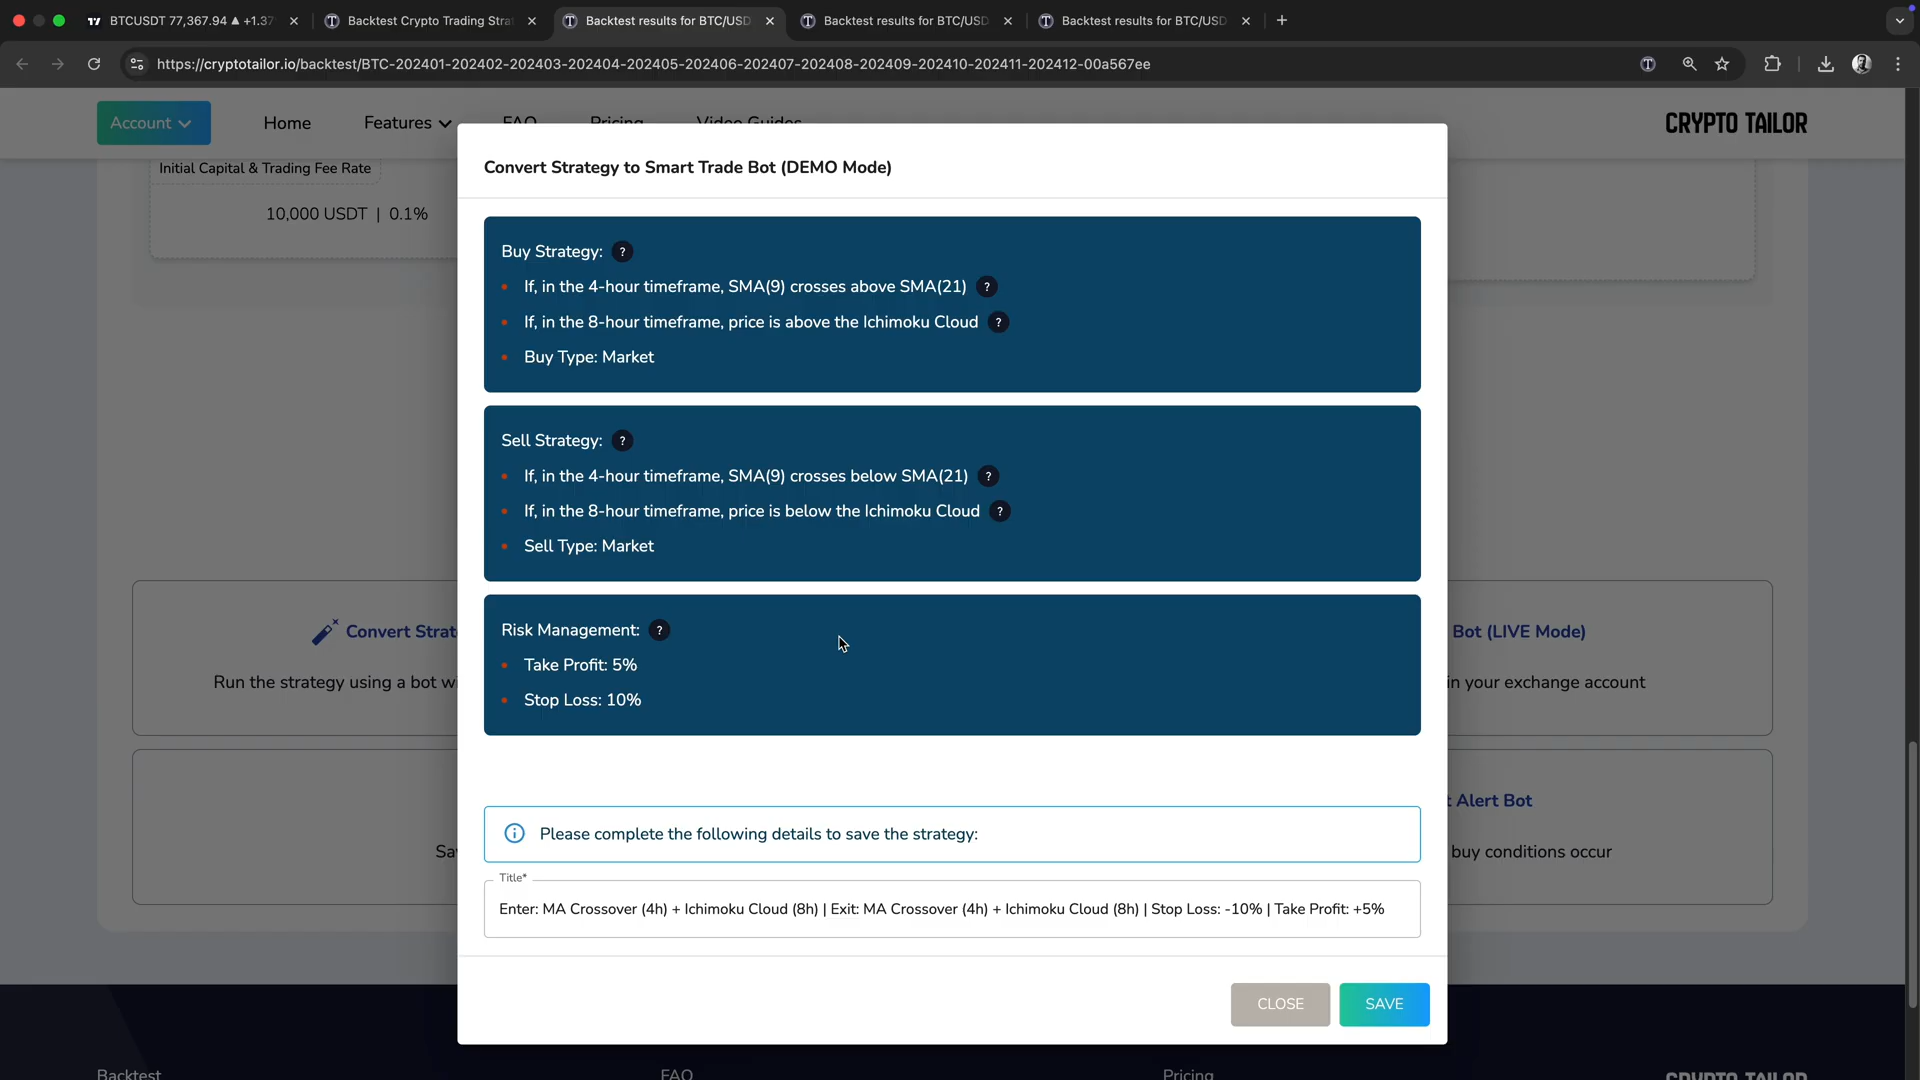 BTCUSDT 77,367.94 ▲ +1.37
Backtest Crypto Trading Strat
Backtest results for BTC/USD
Backtest results for BTC/USD
Backtest results for BTC/USD
https://cryptotailor.io/backtest/BTC-202401-202402-202403-202404-202405-202406-202407-202408-202409-202410-202411-202412-00a567ee
Account
Home
Features
FAQ
Pricing
Video Guides
CRYPTO TAILOR
Initial Capital & Trading Fee Rate
10,000 USDT | 0.1%
Convert Strategy to Smart Trade Bot (DEMO Mode)
Buy Strategy: ?
• If, in the 4-hour timeframe, SMA(9) crosses above SMA(21) ?
• If, in the 8-hour timeframe, price is above the Ichimoku Cloud ?
• Buy Type: Market
Sell Strategy: ?
• If, in the 4-hour timeframe, SMA(9) crosses below SMA(21) ?
• If, in the 8-hour timeframe, price is below the Ichimoku Cloud ?
• Sell Type: Market
Risk Management: ?
• Take Profit: 5%
• Stop Loss: 10%
Please complete the following details to save the strategy:
Title*
Enter: MA Crossover (4h) + Ichimoku Cloud (8h) | Exit: MA Crossover (4h) + Ichimoku Cloud (8h) | Stop Loss: -10% | Take Profit: +5%
CLOSE
SAVE
Convert Strat
Run the strategy using a bot wi
Bot (LIVE Mode)
in your exchange account
Sa
t Alert Bot
buy conditions occur
Backtest
FAQ
Pricing
CRYPTO TAILOR